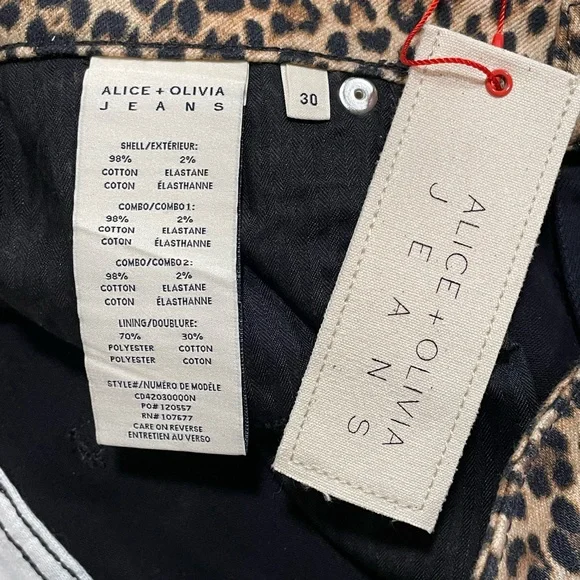 ALICE + OLIVIA
JEANS
SHELL/EXTÉRIEUR:
98% 2%
COTTON ELASTANE
COTON ÉLASTHANNE
COMBO/COMBO1:
98% 2%
COTTON ELASTANE
COTON ÉLASTHANNE
COMBO/COMBO2:
98% 2%
COTTON ELASTANE
COTON ÉLASTHANNE
LINING/DOUBLURE:
70% 30%
POLYESTER COTTON
POLYESTER COTON
STYLE#/NUMÉRO DE MODÈLE
CD42030000N
PO# 120557
RN# 107677
CARE ON REVERSE
ENTRETIEN AU VERSO
30
ALICE + OLIVIA
JEANS